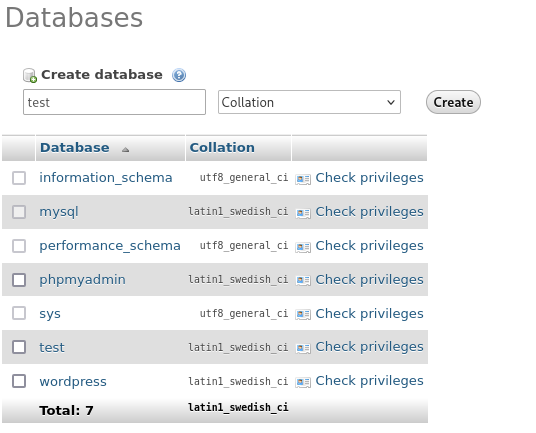 Databases
Create database
test Collation Create
Database Collation
information_schema utf8_general_ci Check privileges
mysql latin1_swedish_ci Check privileges
performance_schema utf8_general_ci Check privileges
phpmyadmin latin1_swedish_ci Check privileges
sys utf8_general_ci Check privileges
test latin1_swedish_ci Check privileges
wordpress latin1_swedish_ci Check privileges
Total: 7 latin1_swedish_ci